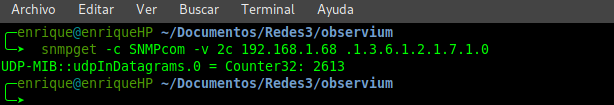 Archivo Editar Ver Buscar Terminal Ayuda
enrique@enriqueHP ~/Documentos/Redes3/observium
snmpget -c SNMPcom -v 2c 192.168.1.68 .1.3.6.1.2.1.7.1.0
UDP-MIB::udpInDatagrams.0 = Counter32: 2613
enrique@enriqueHP ~/Documentos/Redes3/observium